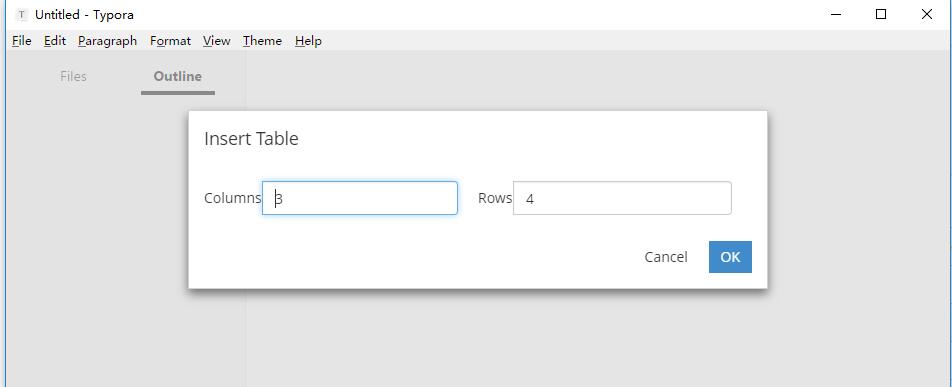 T Untitled - Typora
File Edit Paragraph Format View Theme Help
Files Outline
Insert Table
Columns 3 Rows 4
Cancel OK